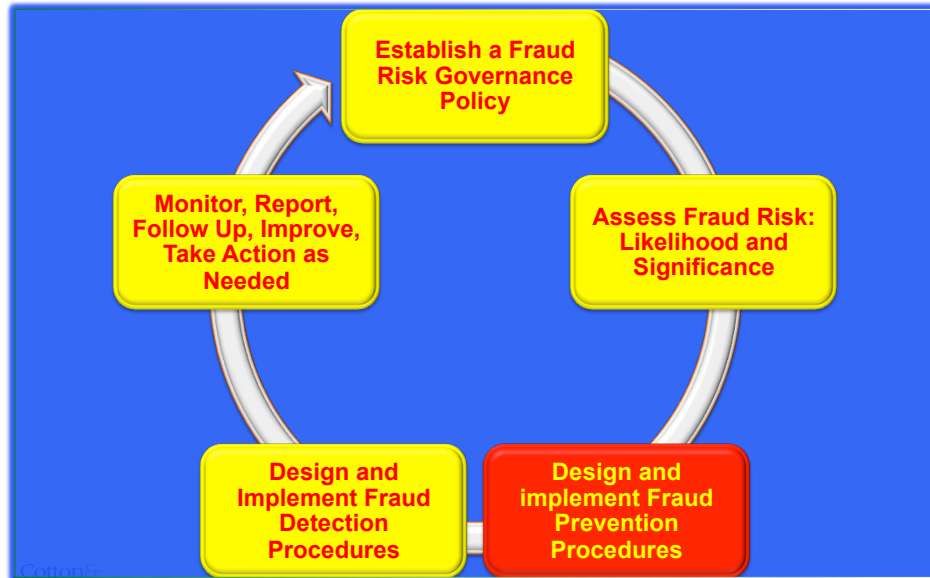 Establish a Fraud
Risk Governance
Policy
Assess Fraud Risk:
Likelihood and
Significance
Design and
implement Fraud
Prevention
Procedures
Design and
Implement Fraud
Detection
Procedures
Monitor, Report,
Follow Up, Improve,
Take Action as
Needed
Cotton&